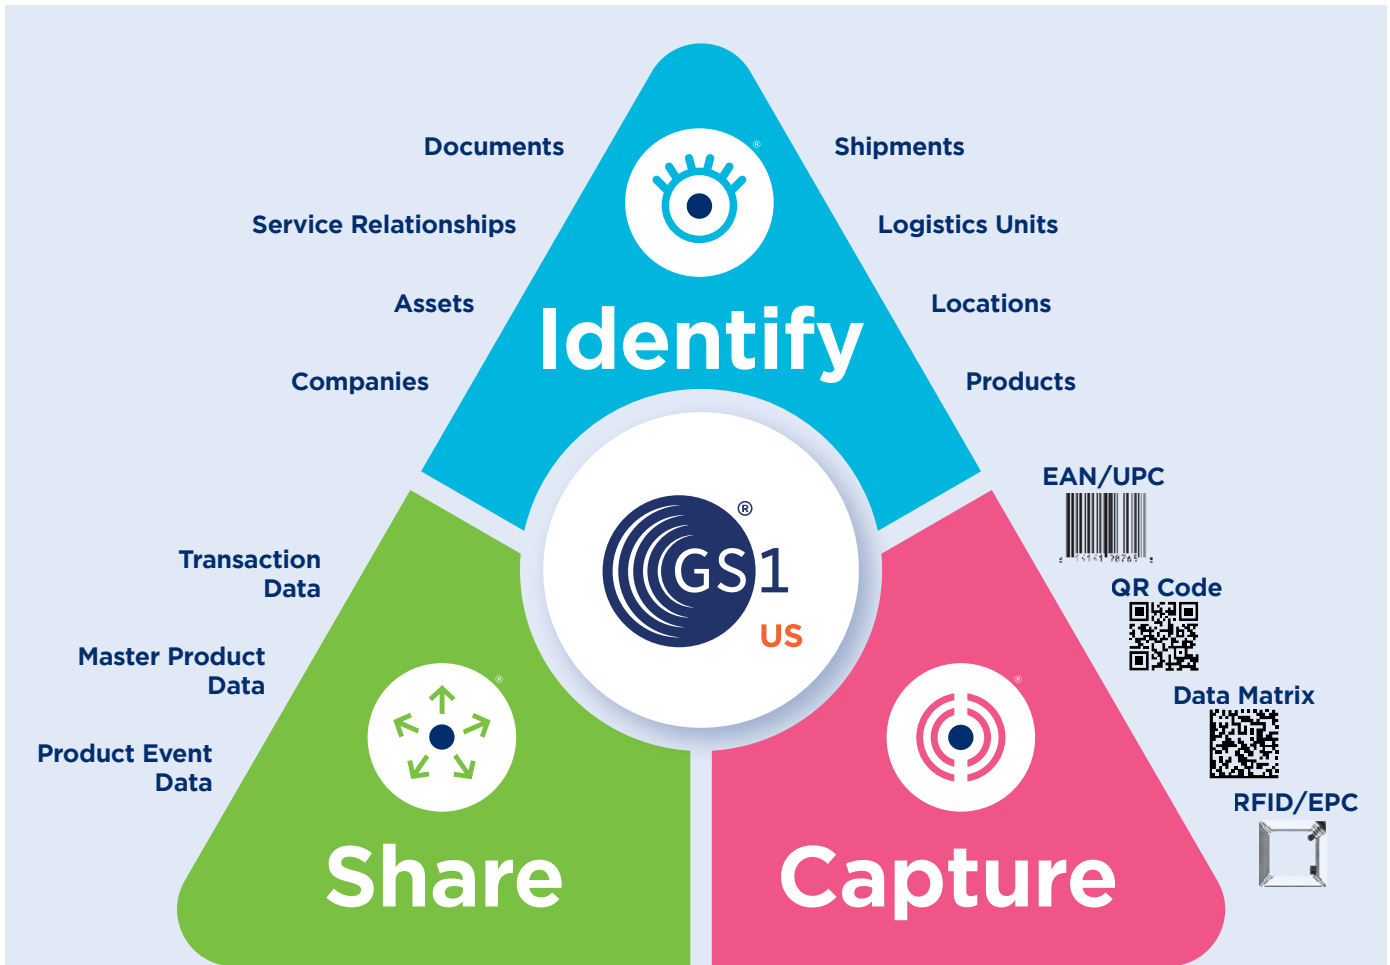 Documents
Service Relationships
Assets
Companies
Shipments
Logistics Units
Locations
Products
®
Identify
®
GS1
US
EAN/UPC
QR Code
Data Matrix
RFID/EPC
Transaction
Data
Master Product
Data
Product Event
Data
®
Share
®
Capture